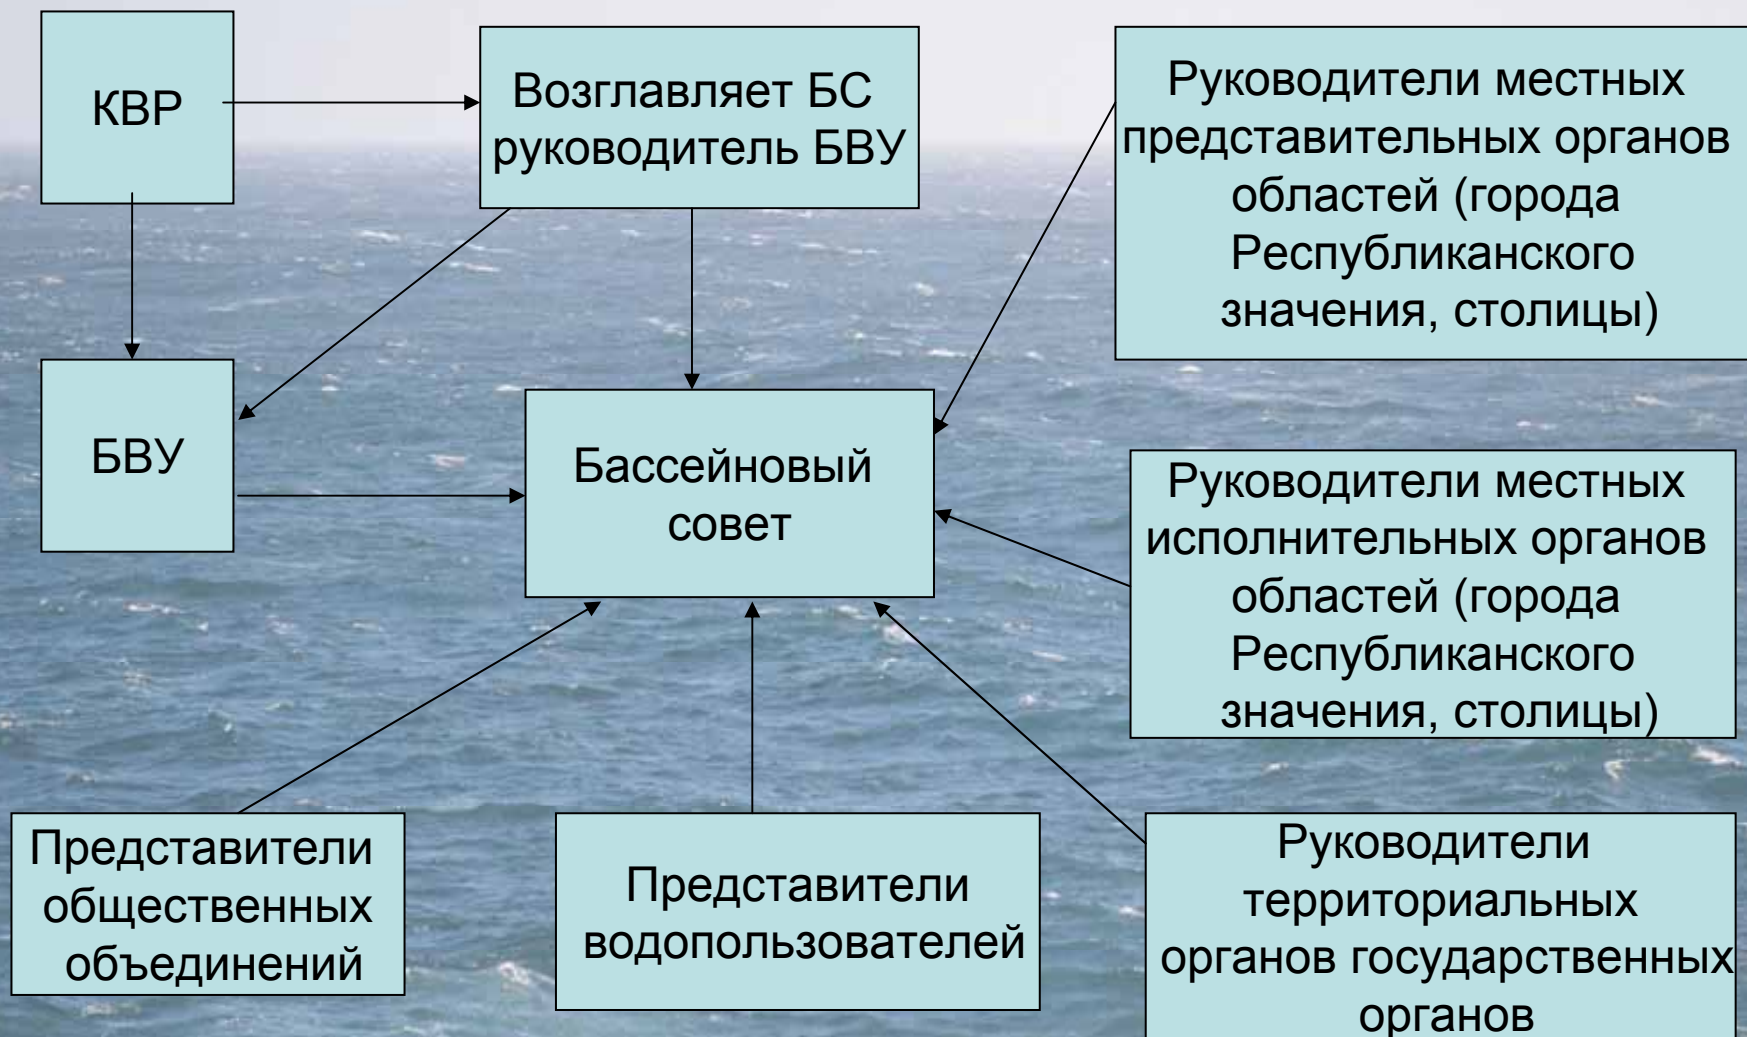 КВР
Возглавляет БС
руководитель БВУ
Руководители местных
представительных органов
областей (города
Республиканского
значения, столицы)
БВУ
Бассейновый
совет
Руководители местных
исполнительных органов
областей (города
Республиканского
значения, столицы)
Представители
общественных
объединений
Представители
водопользователей
Руководители
территориальных
органов государственных
органов